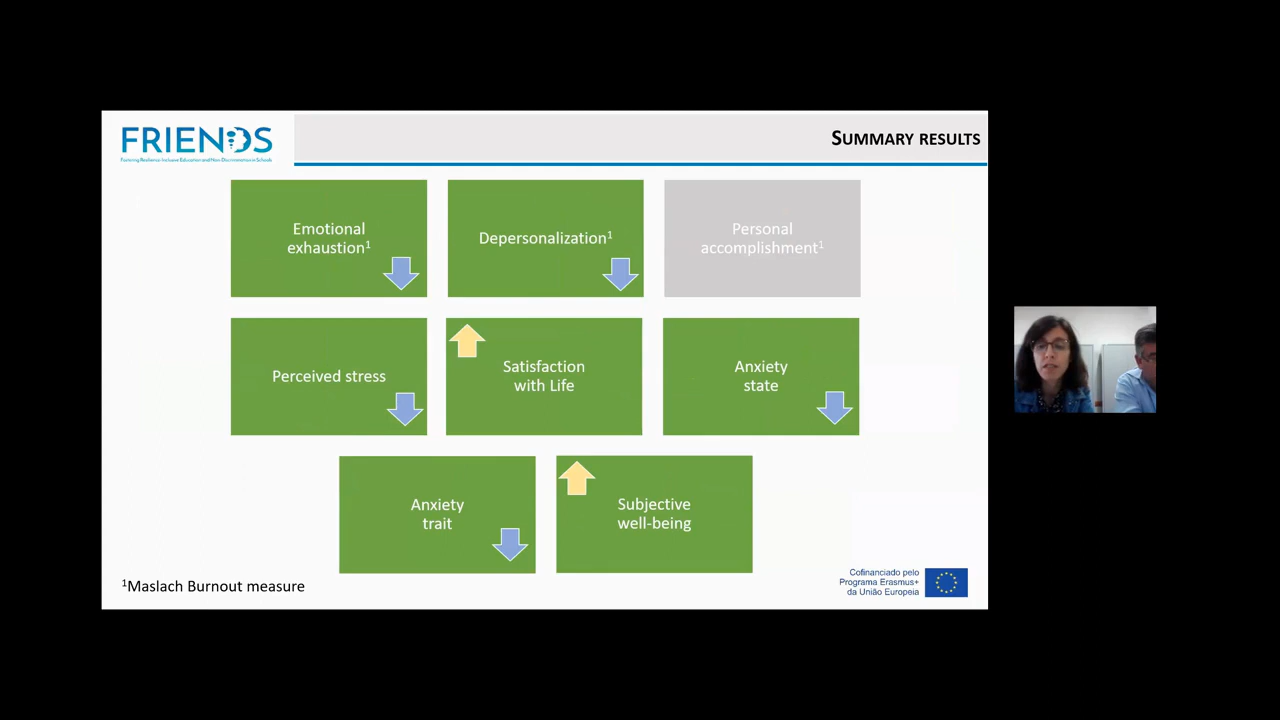 FRIENDS
Fostering Resilience-Inclusive Education and Non-Discrimination in Schools
SUMMARY RESULTS
Emotional
exhaustion¹
Depersonalization¹
Personal
accomplishment¹
Perceived stress
Satisfaction
with Life
Anxiety
state
Anxiety
trait
Subjective
well-being
¹Maslach Burnout measure
Cofinanciado pelo
Programa Erasmus+
da União Europeia